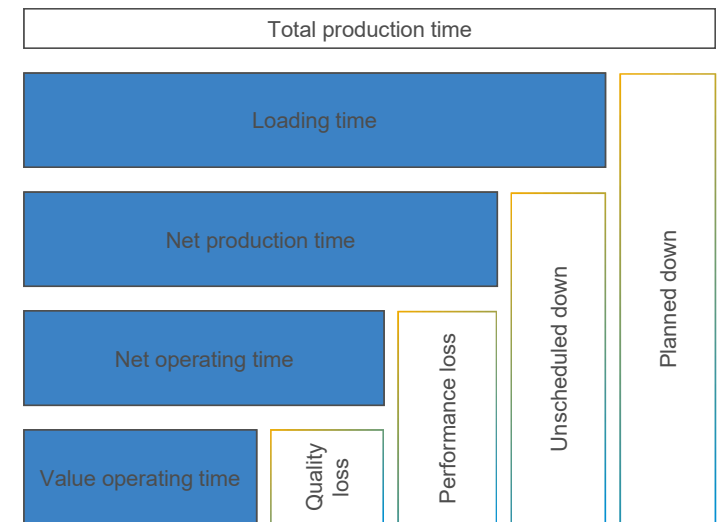 Total production time
Loading time
Net production time
Net operating time
Value operating time
Quality
loss
Performance loss
Unscheduled down
Planned down